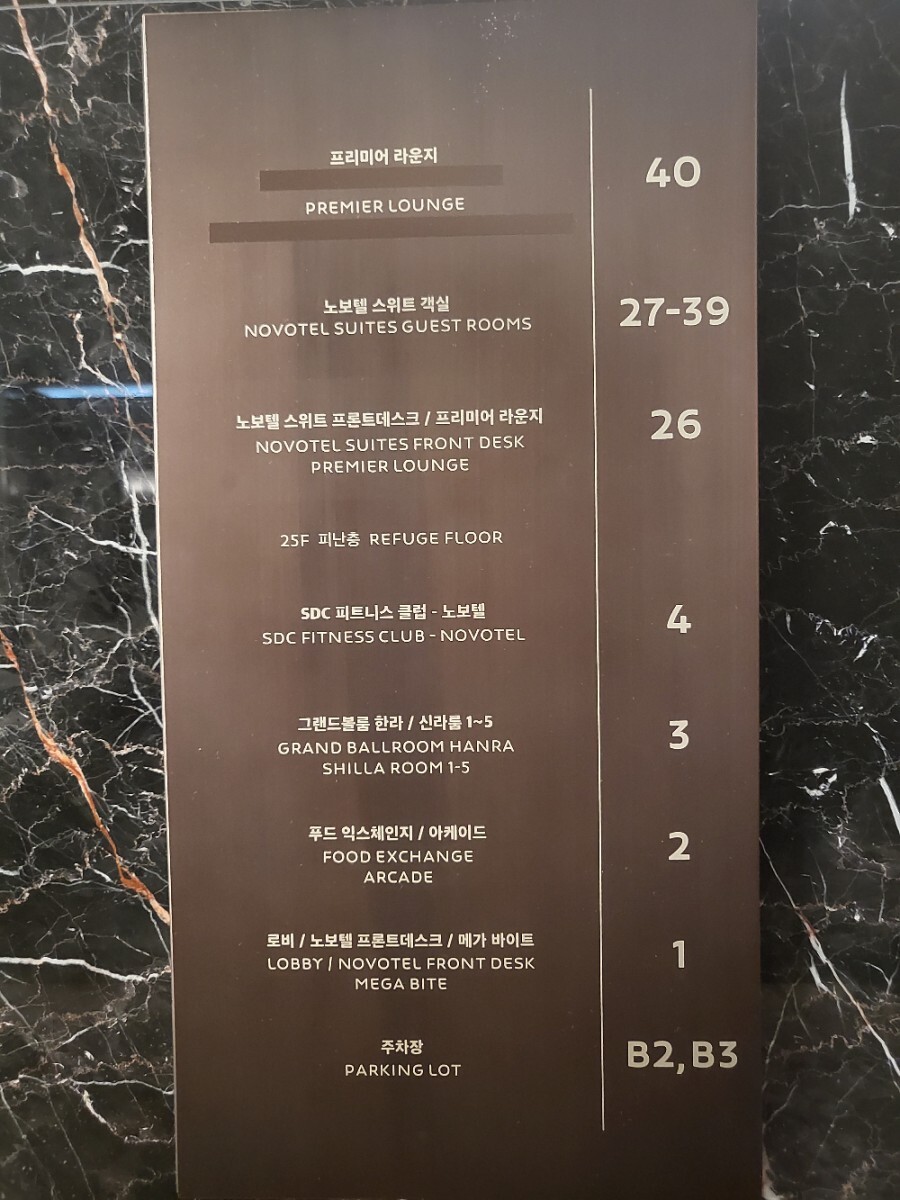 프리미어 라운지
PREMIER LOUNGE
40
노보텔 스위트 객실
NOVOTEL SUITES GUEST ROOMS
27-39
노보텔 스위트 프론트데스크 / 프리미어 라운지
NOVOTEL SUITES FRONT DESK
PREMIER LOUNGE
26
25F 피난층 REFUGE FLOOR
SDC 피트니스 클럽 - 노보텔
SDC FITNESS CLUB - NOVOTEL
4
그랜드볼룸 한라 / 신라룸 1~5
GRAND BALLROOM HANRA
SHILLA ROOM 1-5
3
푸드 익스체인지 / 아케이드
FOOD EXCHANGE
ARCADE
2
로비 / 노보텔 프론트데스크 / 메가 바이트
LOBBY / NOVOTEL FRONT DESK
MEGA BITE
1
주차장
PARKING LOT
B2, B3